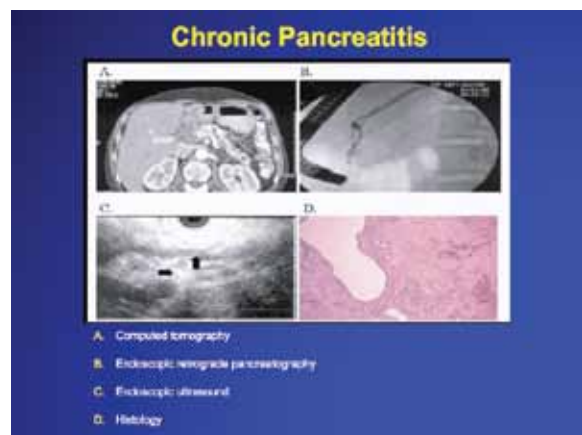 Chronic Pancreatitis
A.
B.
C.
D.
A. Computed tomography
B. Endoscopic retrograde pancreatography
C. Endoscopic ultrasound
D. Histology